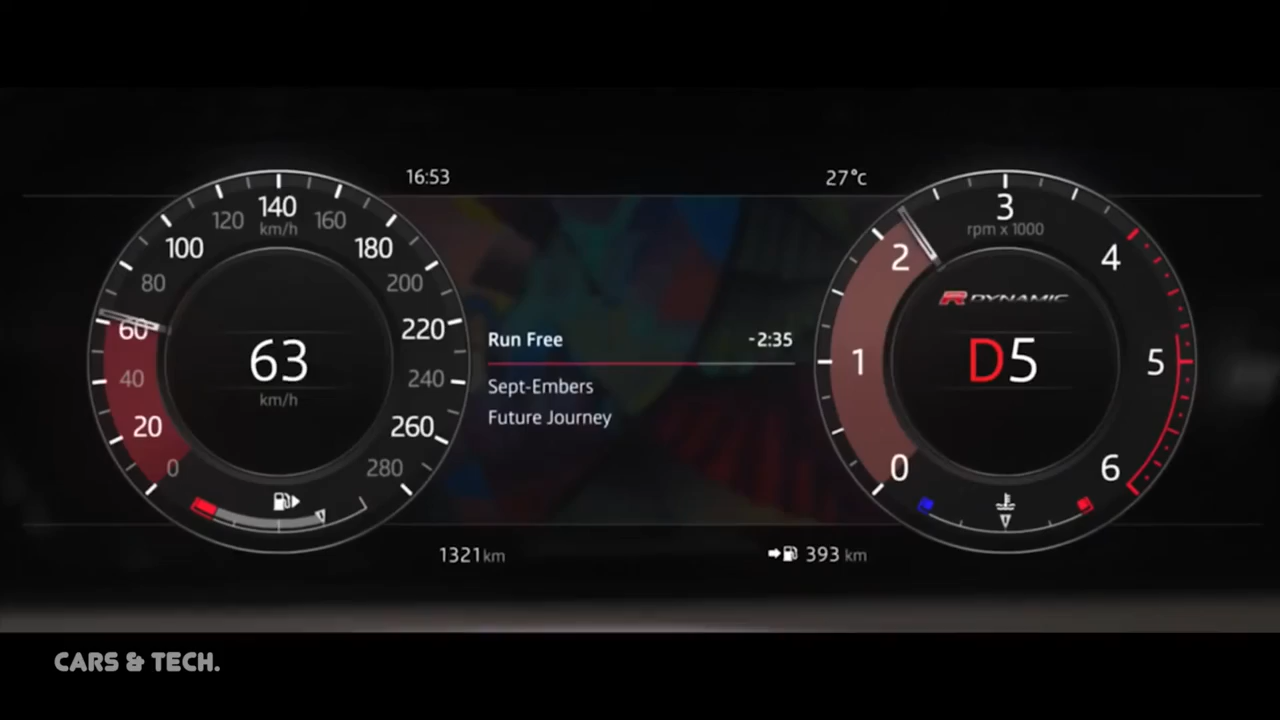 16:53
27°C
140
km/h
120
160
100
180
80
200
60
220
40
240
20
260
0
280
63
km/h
Run Free
-2:35
Sept-Embers
Future Journey
3
rpm x 1000
2
4
1
5
0
6
R DYNAMIC
D5
1321 km
393 km
CARS & TECH.